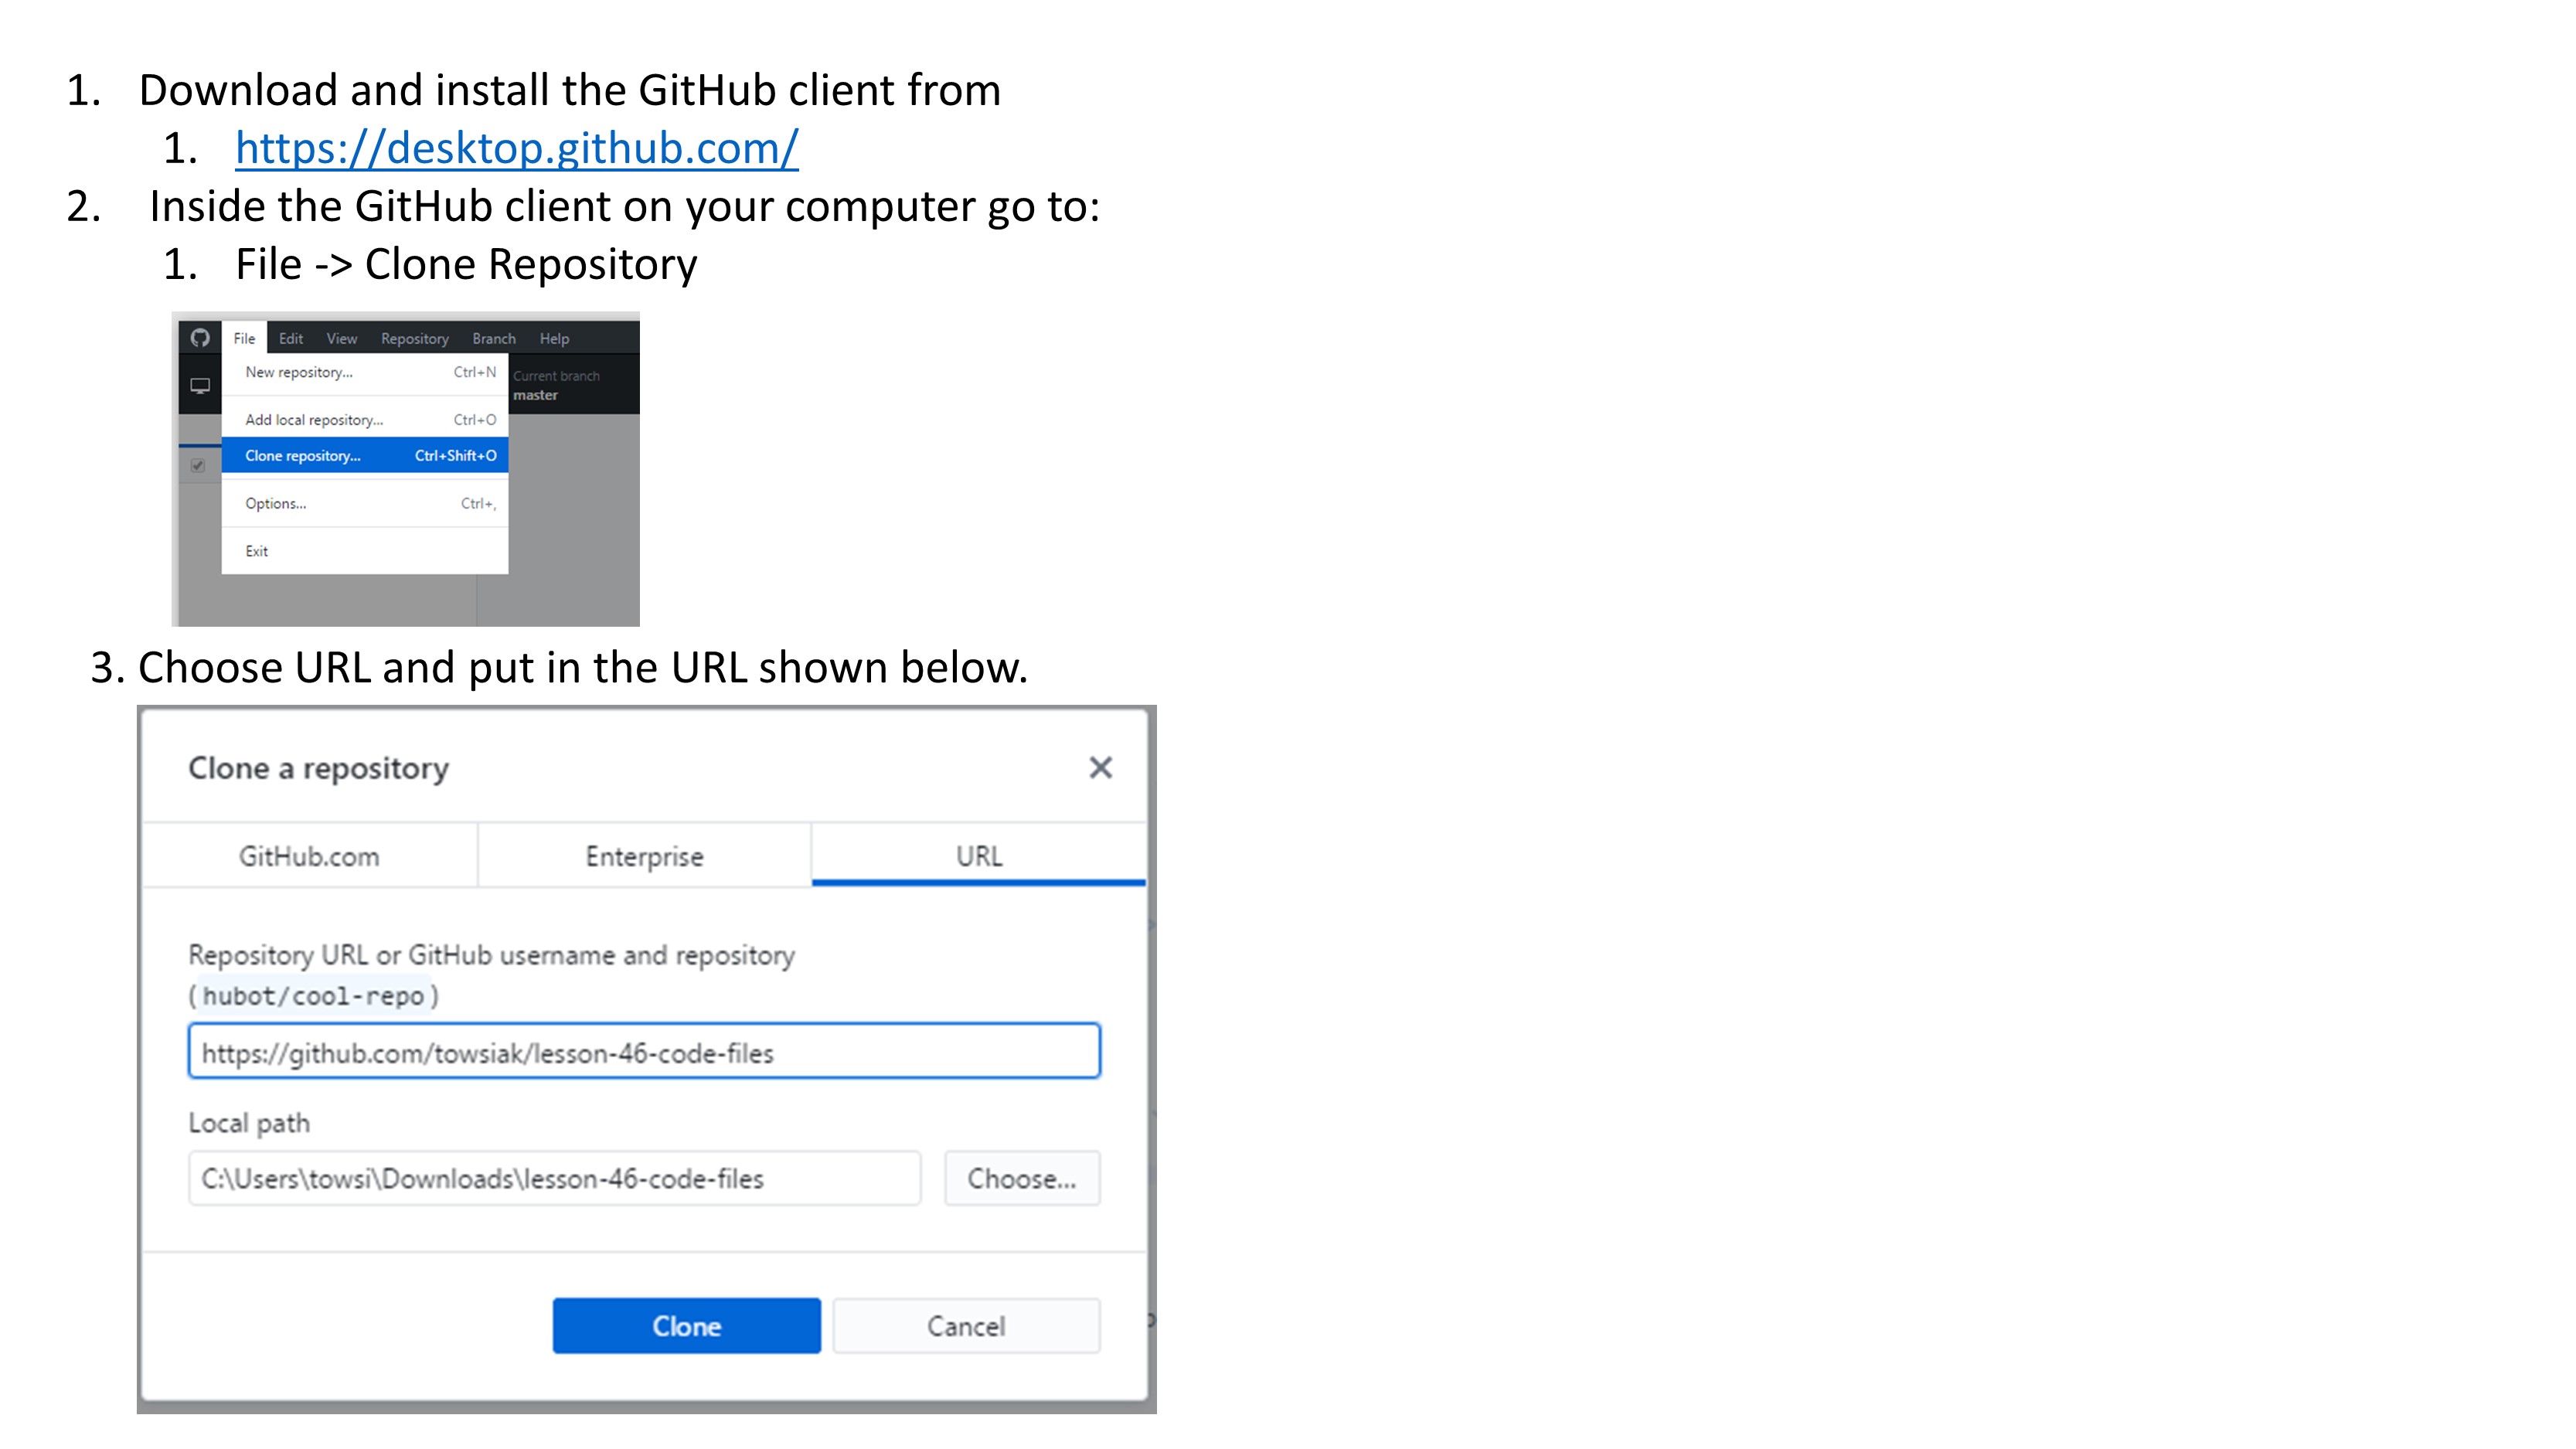 1. Download and install the GitHub client from
1. https://desktop.github.com/
2. Inside the GitHub client on your computer go to:
1. File -> Clone Repository
File Edit View Repository Branch Help
New repository... Ctrl+N
Current branch
master
Add local repository... Ctrl+O
Clone repository... Ctrl+Shift+O
Options... Ctrl+,
Exit
3. Choose URL and put in the URL shown below.
Clone a repository
GitHub.com Enterprise URL
Repository URL or GitHub username and repository
(hubot/cool-repo)
https://github.com/towsiak/lesson-46-code-files
Local path
C:\Users\towsi\Downloads\lesson-46-code-files Choose...
Clone Cancel